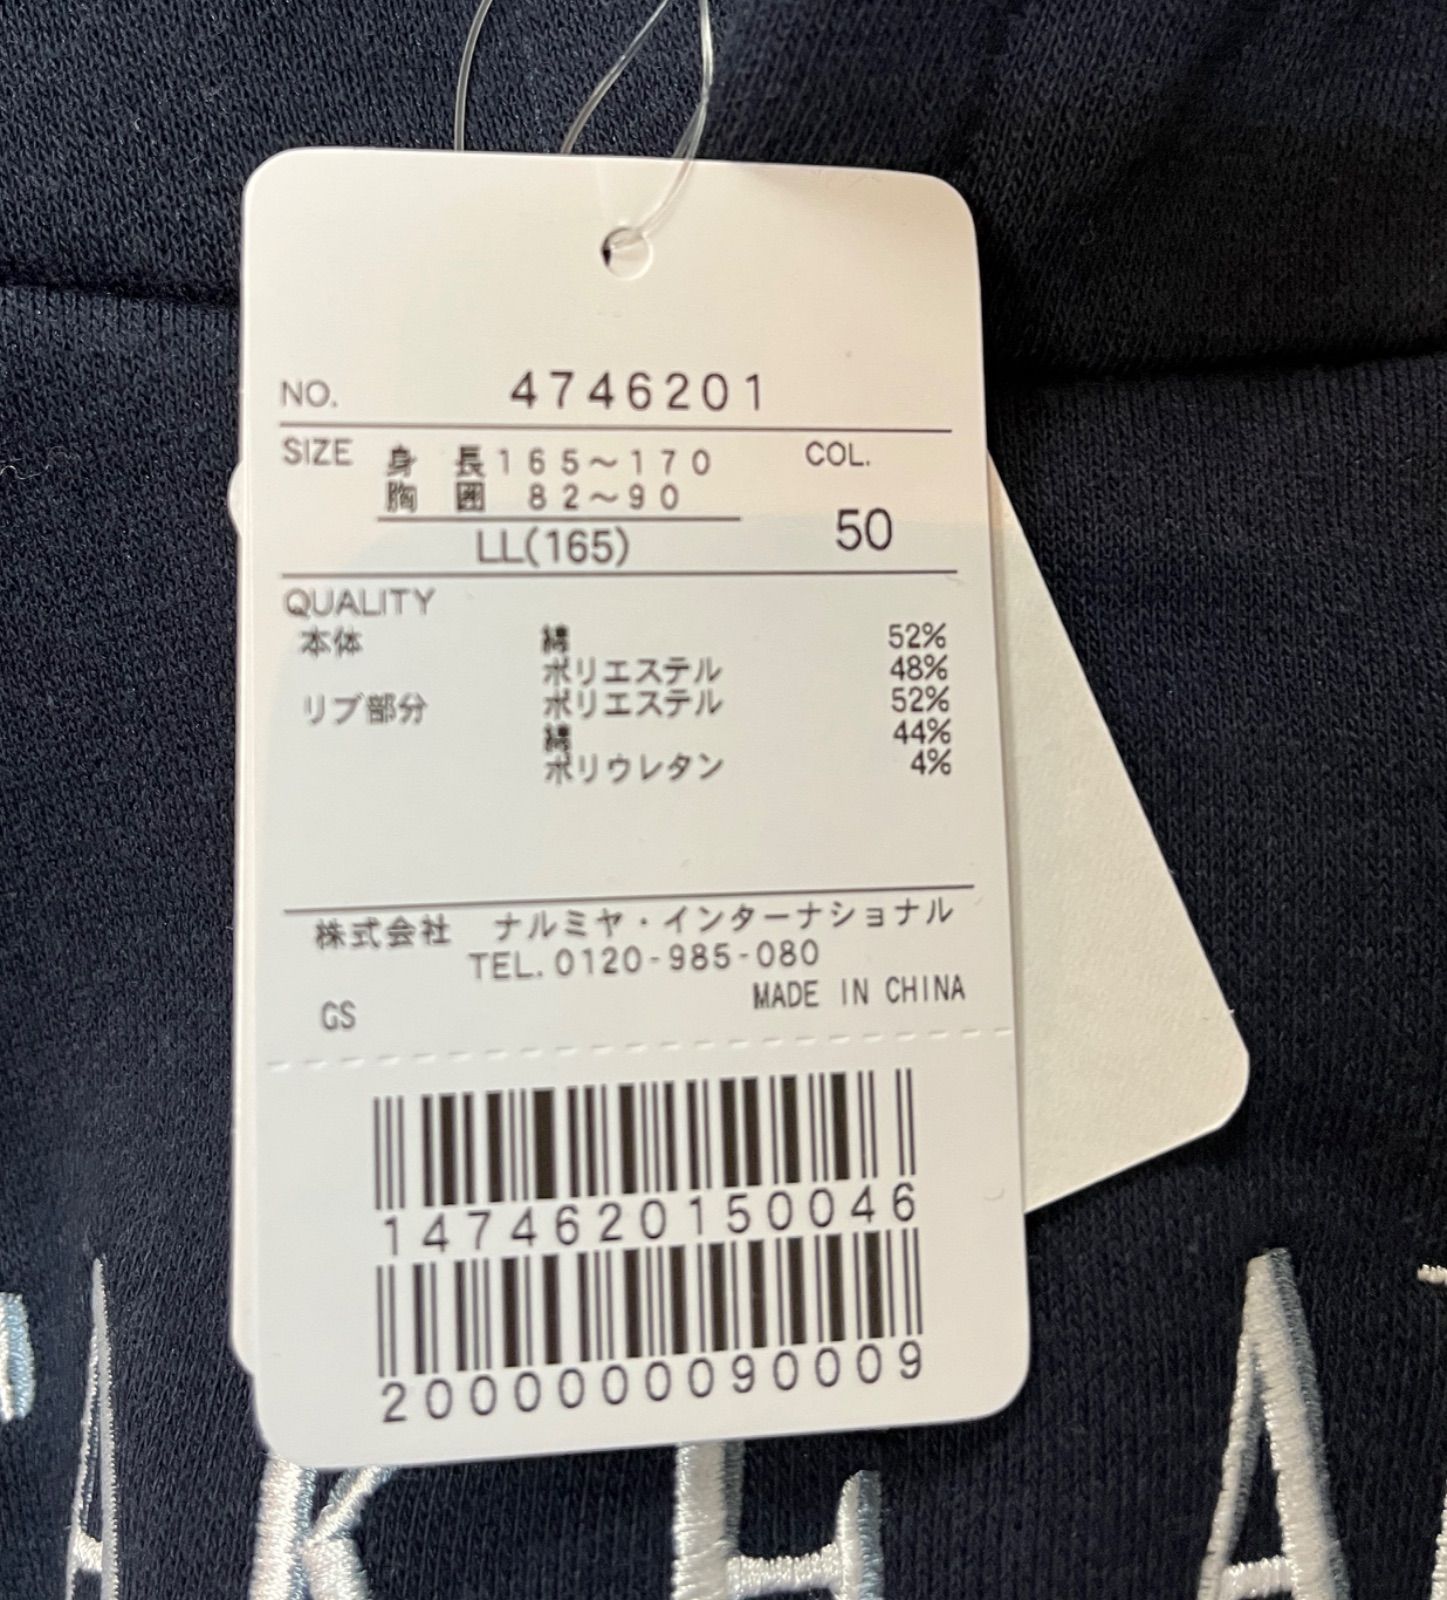 NO. 4746201
SIZE 身長165〜170 COL.
胸囲 82〜90
LL(165) 50
QUALITY
本体 綿 52%
ポリエステル 48%
リブ部分 ポリエステル 52%
綿 44%
ポリウレタン 4%
株式会社 ナルミヤ・インターナショナル
TEL.0120-985-080
MADE IN CHINA
GS
1474620150046
2000000090009
AKHA